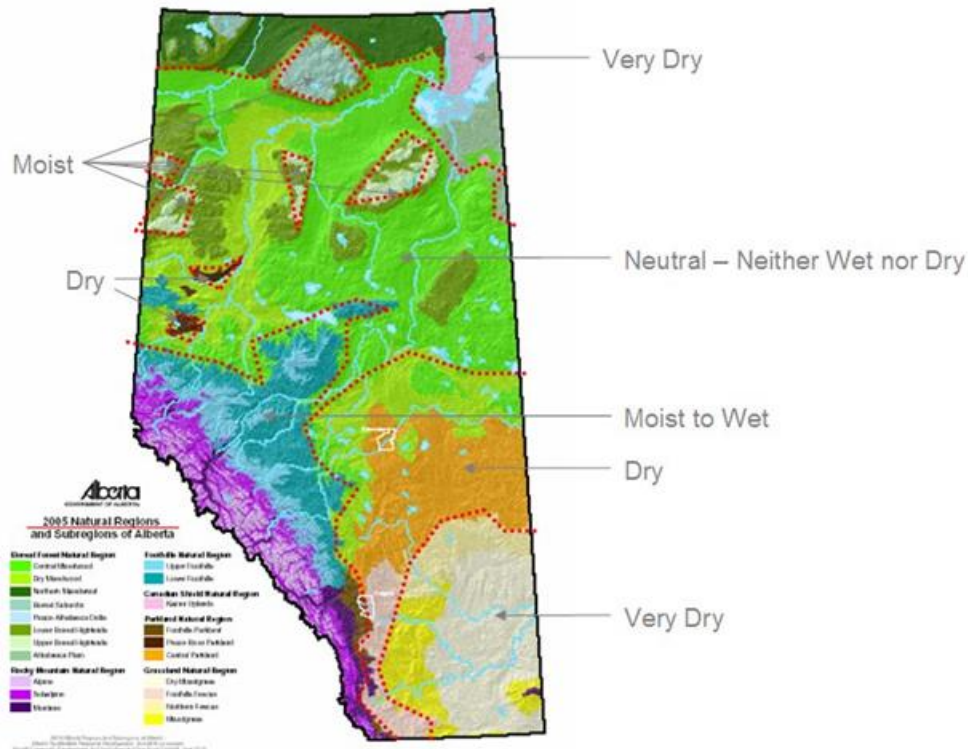 Very Dry
Moist
Neutral – Neither Wet nor Dry
Dry
Moist to Wet
Dry
Very Dry
Alberta
GOVERNMENT OF ALBERTA
2005 Natural Regions
and Subregions of Alberta
Boreal Forest Natural Region
Central Mixedwood
Dry Mixedwood
Northern Mixedwood
Boreal Subarctic
Peace-Athabasca Delta
Lower Boreal Highlands
Upper Boreal Highlands
Athabasca Plain
Rocky Mountain Natural Region
Alpine
Subalpine
Montane
Foothills Natural Region
Upper Foothills
Lower Foothills
Canadian Shield Natural Region
Kazan Uplands
Parkland Natural Region
Foothills Parkland
Peace River Parkland
Central Parkland
Grassland Natural Region
Dry Mixedgrass
Foothills Fescue
Northern Fescue
Mixedgrass